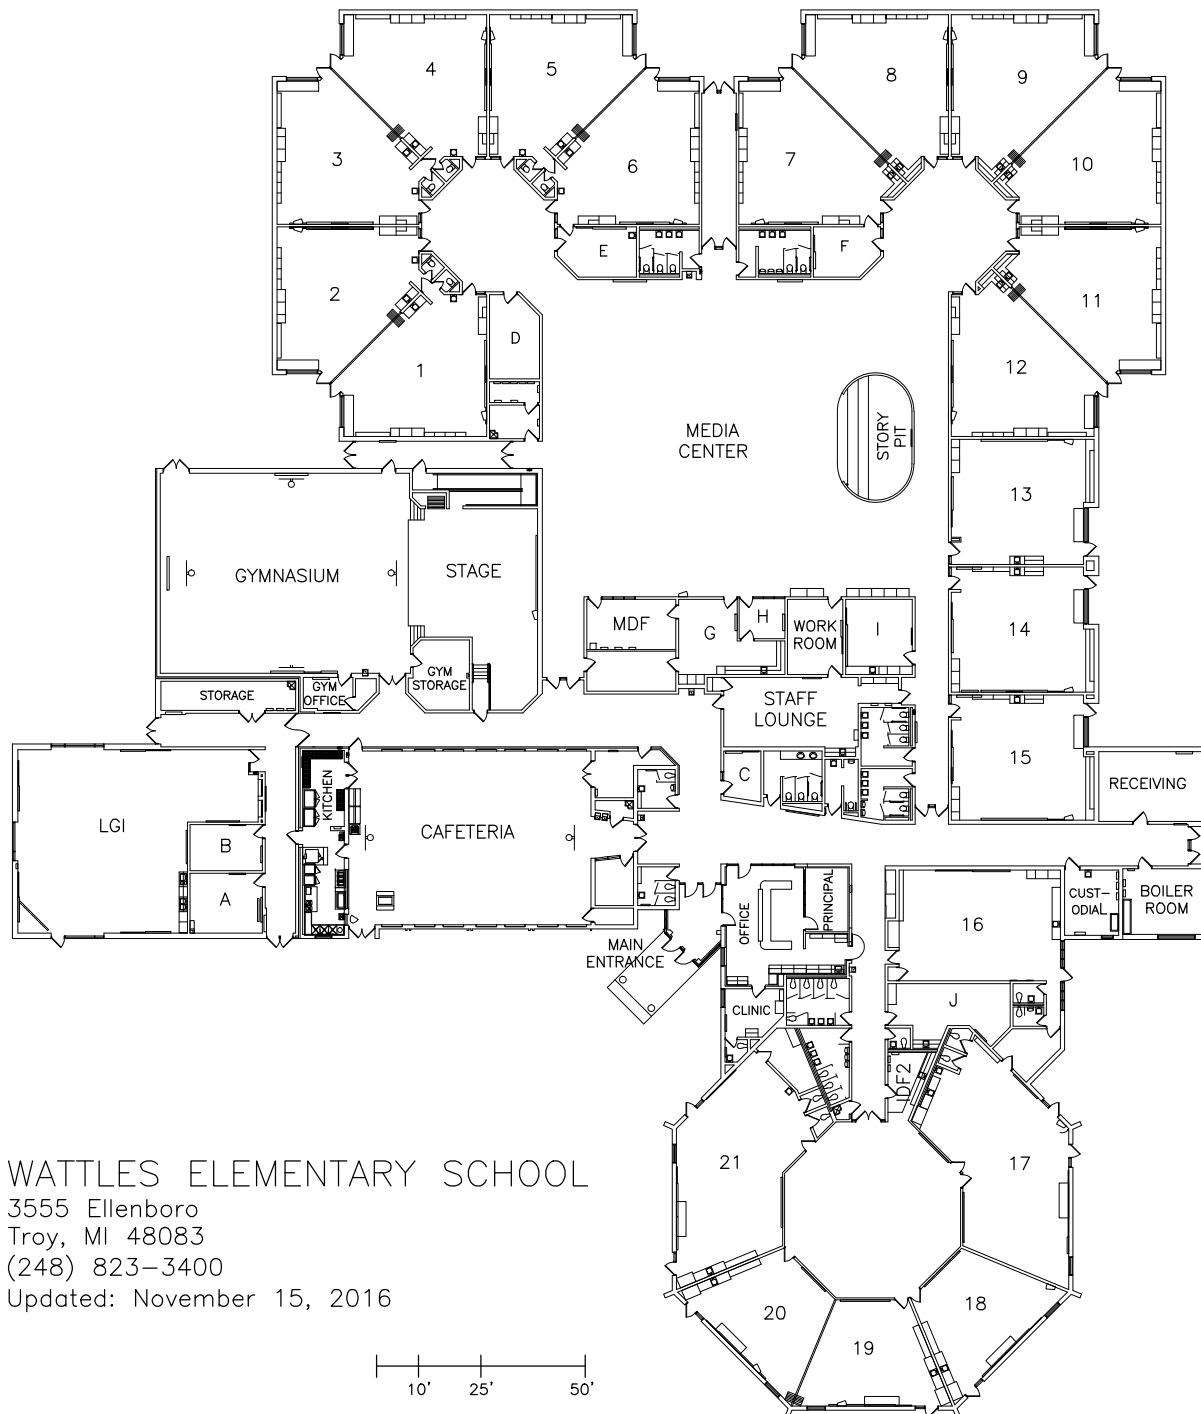 4
5
8
9
3
6
7
10
E
F
2
11
D
1
12
MEDIA
CENTER
STORY
PIT
13
GYMNASIUM
STAGE
MDF
G
H
WORK
ROOM
I
14
GYM
STORAGE
STORAGE
GYM
OFFICE
STAFF
LOUNGE
15
C
RECEIVING
KITCHEN
LGI
CAFETERIA
B
A
OFFICE
PRINCIPAL
16
CUST-
ODIAL
BOILER
ROOM
MAIN
ENTRANCE
CLINIC
J
IDF2
21
17
WATTLES ELEMENTARY SCHOOL
3555 Ellenboro
Troy, MI 48083
(248) 823-3400
Updated: November 15, 2016
20
18
19
10' 25' 50'